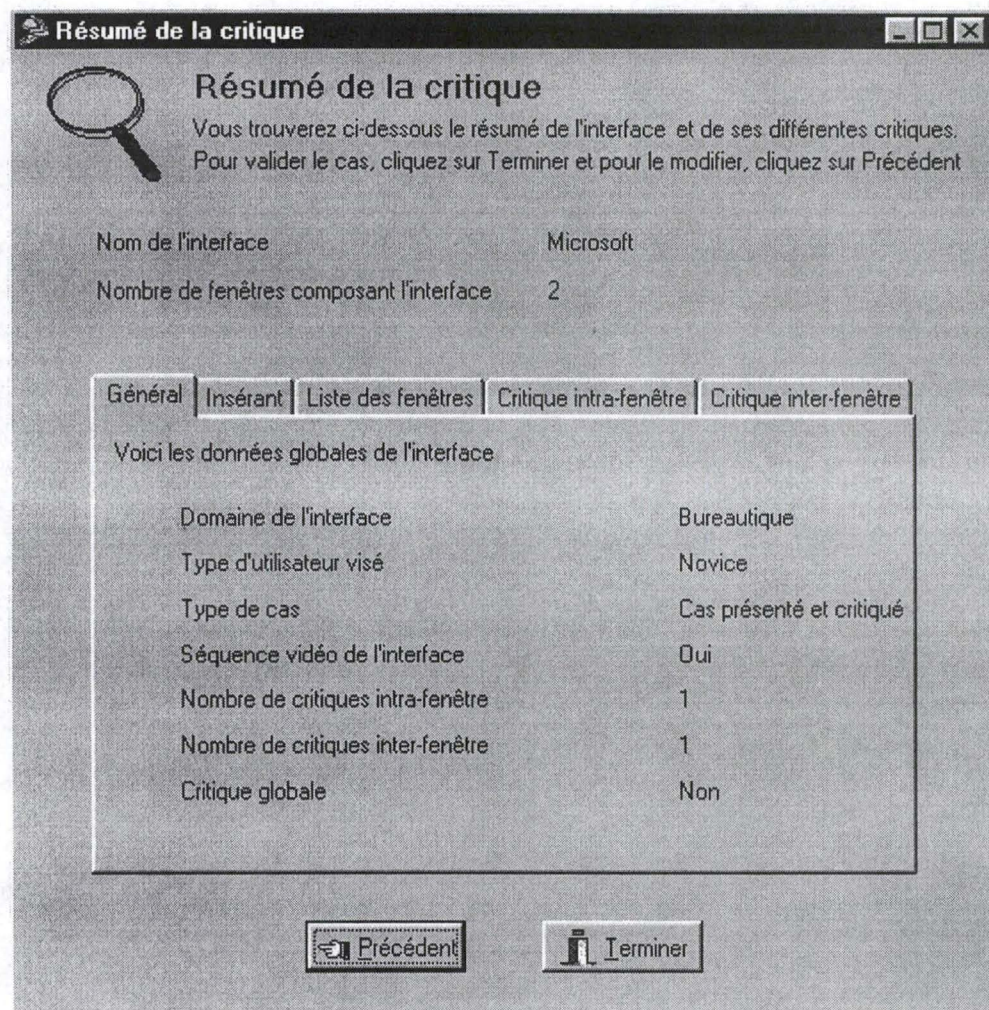 Résumé de la critique
Résumé de la critique
Vous trouverez ci-dessous le résumé de l'interface et de ses différentes critiques.
Pour valider le cas, cliquez sur Terminer et pour le modifier, cliquez sur Précédent
Nom de l'interface Microsoft
Nombre de fenêtres composant l'interface 2
Général Insérant Liste des fenêtres Critique intra-fenêtre Critique inter-fenêtre
Voici les données globales de l'interface
Domaine de l'interface Bureautique
Type d'utilisateur visé Novice
Type de cas Cas présenté et critiqué
Séquence vidéo de l'interface Oui
Nombre de critiques intra-fenêtre 1
Nombre de critiques inter-fenêtre 1
Critique globale Non
Précédent Terminer